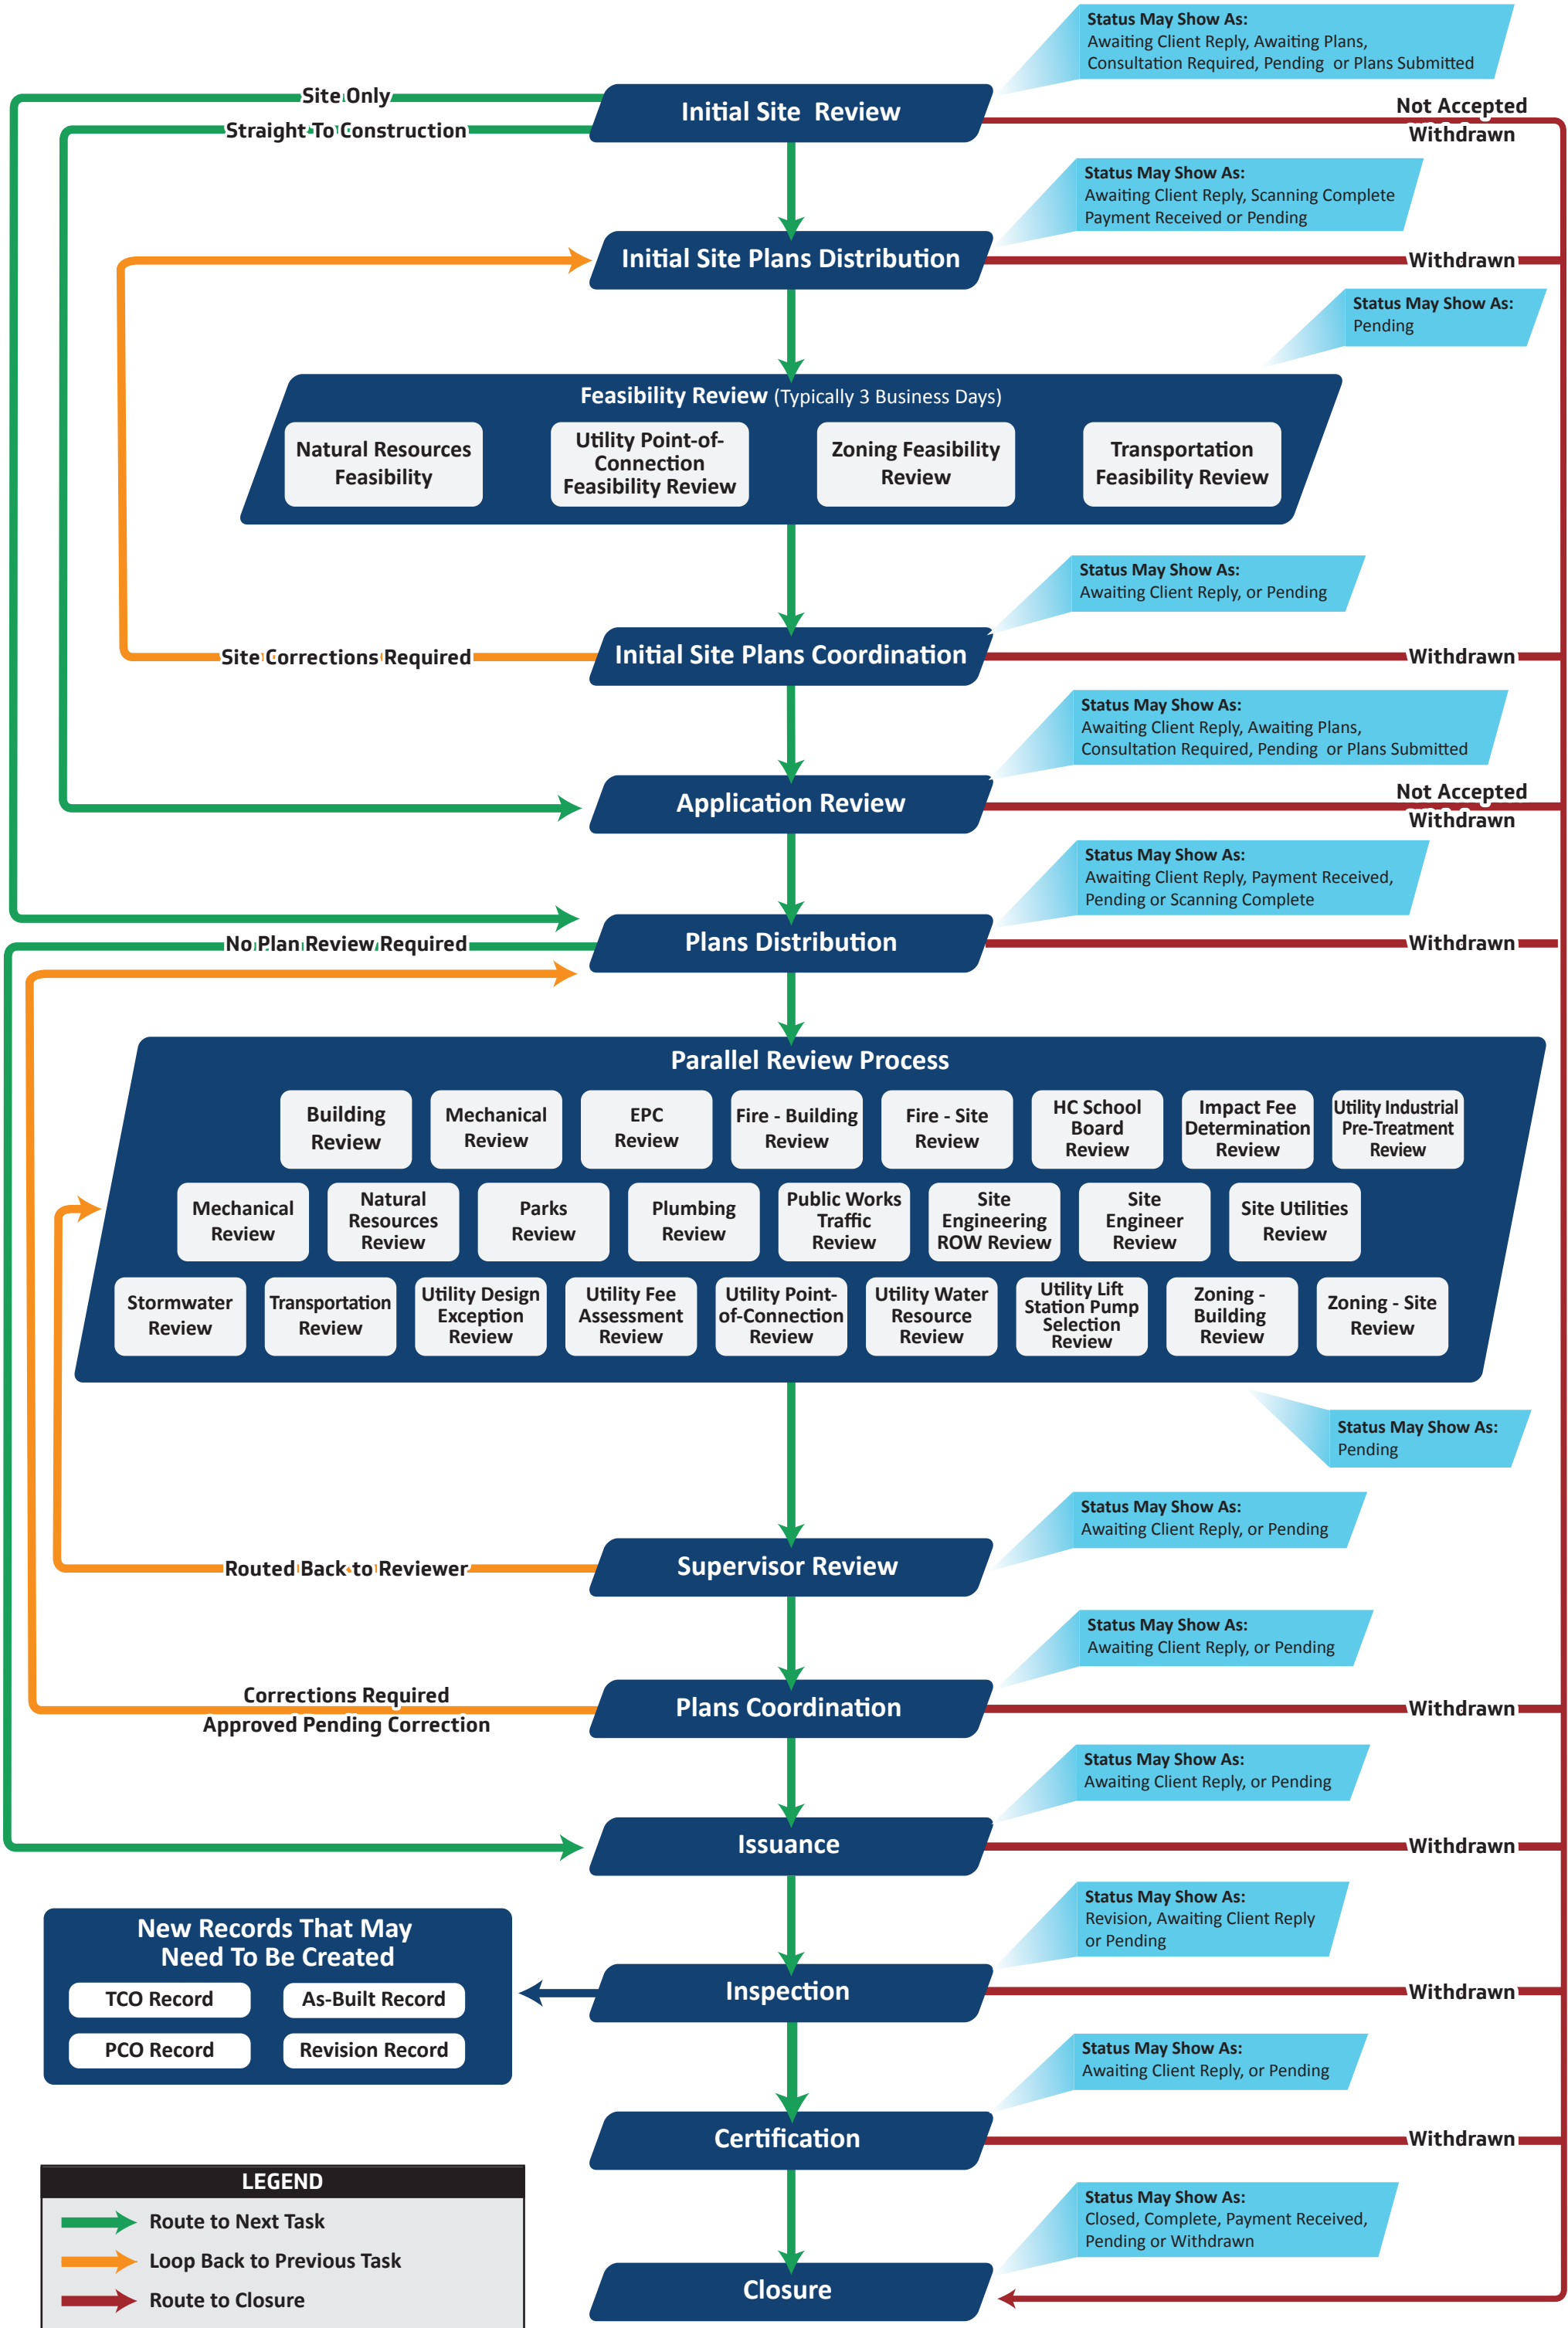 Status May Show As:
Awaiting Client Reply, Awaiting Plans,
Consultation Required, Pending or Plans Submitted
Site Only
Initial Site Review
Not Accepted
Straight To Construction
Withdrawn
Status May Show As:
Awaiting Client Reply, Scanning Complete
Payment Received or Pending
Initial Site Plans Distribution
Withdrawn
Status May Show As:
Pending
Feasibility Review (Typically 3 Business Days)
Natural Resources
Feasibility
Utility Point-of-
Connection
Feasibility Review
Zoning Feasibility
Review
Transportation
Feasibility Review
Status May Show As:
Awaiting Client Reply, or Pending
Site Corrections Required
Initial Site Plans Coordination
Withdrawn
Status May Show As:
Awaiting Client Reply, Awaiting Plans,
Consultation Required, Pending or Plans Submitted
Application Review
Not Accepted
Withdrawn
Status May Show As:
Awaiting Client Reply, Payment Received,
Pending or Scanning Complete
No Plan Review Required
Plans Distribution
Withdrawn
Parallel Review Process
Building
Review
Mechanical
Review
EPC
Review
Fire - Building
Review
Fire - Site
Review
HC School
Board
Review
Impact Fee
Determination
Review
Utility Industrial
Pre-Treatment
Review
Mechanical
Review
Natural
Resources
Review
Parks
Review
Plumbing
Review
Public Works
Traffic
Review
Site
Engineering
ROW Review
Site
Engineer
Review
Site Utilities
Review
Stormwater
Review
Transportation
Review
Utility Design
Exception
Review
Utility Fee
Assessment
Review
Utility Point-
of-Connection
Review
Utility Water
Resource
Review
Utility Lift
Station Pump
Selection
Review
Zoning -
Building
Review
Zoning - Site
Review
Status May Show As:
Pending
Status May Show As:
Awaiting Client Reply, or Pending
Routed Back to Reviewer
Supervisor Review
Status May Show As:
Awaiting Client Reply, or Pending
Corrections Required
Approved Pending Correction
Plans Coordination
Withdrawn
Status May Show As:
Awaiting Client Reply, or Pending
Issuance
Withdrawn
Status May Show As:
Revision, Awaiting Client Reply
or Pending
New Records That May
Need To Be Created
TCO Record
As-Built Record
PCO Record
Revision Record
Inspection
Withdrawn
Status May Show As:
Awaiting Client Reply, or Pending
Certification
Withdrawn
LEGEND
Route to Next Task
Loop Back to Previous Task
Route to Closure
Status May Show As:
Closed, Complete, Payment Received,
Pending or Withdrawn
Closure